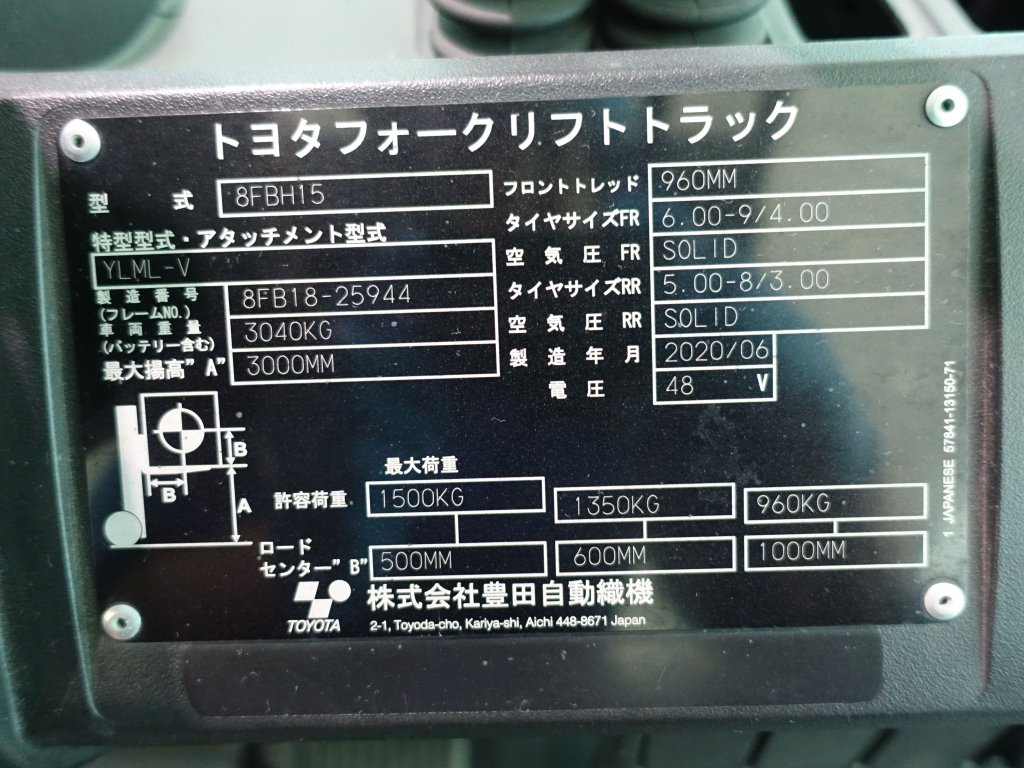 トヨタフォークリフトトラック
型 式 8FBH15
特型型式・アタッチメント型式
YLML-V
製造番号
(フレームNO.) 8FB18-25944
車両重量
(バッテリー含む) 3040KG
最大揚高"A" 3000MM
フロントトレッド 960MM
タイヤサイズFR 6.00-9/4.00
空気圧 FR SOLID
タイヤサイズRR 5.00-8/3.00
空気圧 RR SOLID
製造年月 2020/06
電圧 48 V
B
B
A
最大荷重
許容荷重 1500KG 1350KG 960KG
ロード
センター"B" 500MM 600MM 1000MM
TOYOTA 株式会社豊田自動織機
2-1, Toyoda-cho, Kariya-shi, Aichi 448-8671 Japan
1 JAPANESE 57841-13150-71